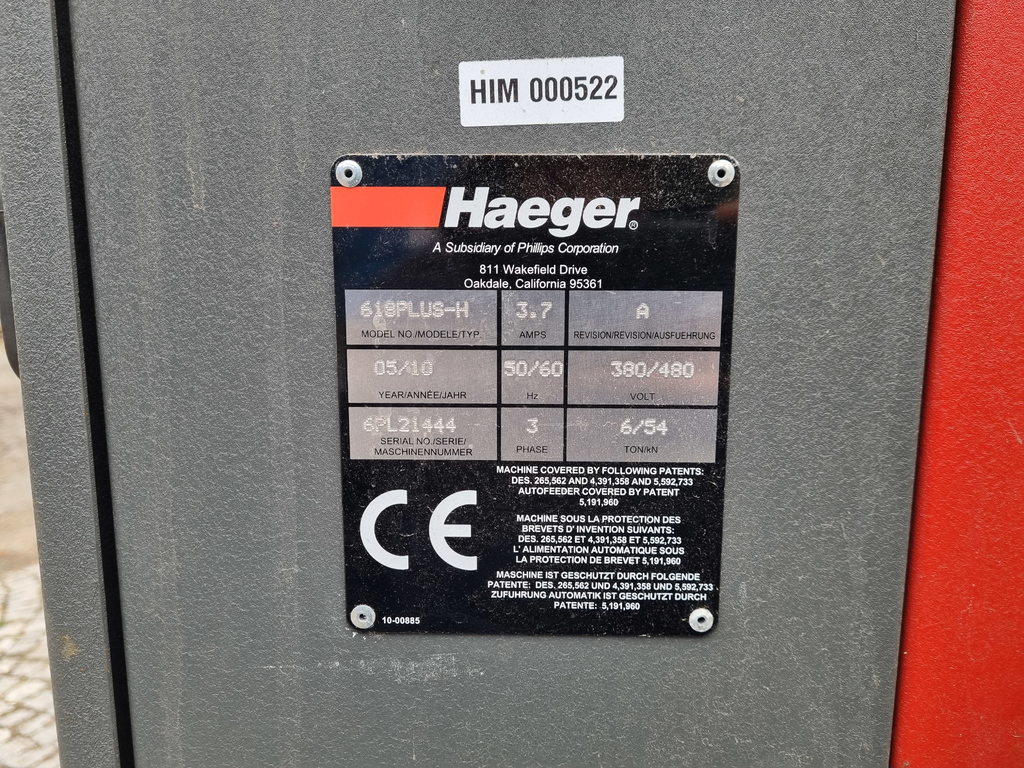 HIM 000522
Haeger®
A Subsidiary of Phillips Corporation
811 Wakefield Drive
Oakdale, California 95361
618PLUS-H 3.7 A
MODEL NO./MODELE/TYP. AMPS REVISION/REVISION/AUSFUEHRUNG
05/10 50/60 380/480
YEAR/ANNÉE/JAHR Hz VOLT
6PL21444 3 6/54
SERIAL NO./SERIE/
MASCHINENNUMMER PHASE TON/kN
MACHINE COVERED BY FOLLOWING PATENTS:
DES. 265,562 AND 4,391,358 AND 5,592,733
AUTOFEEDER COVERED BY PATENT
5,191,960
CE
MACHINE SOUS LA PROTECTION DES
BREVETS D' INVENTION SUIVANTS:
DES. 265,562 ET 4,391,358 ET 5,592,733
L' ALIMENTATION AUTOMATIQUE SOUS
LA PROTECTION DE BREVET 5,191,960
MASCHINE IST GESCHUTZT DURCH FOLGENDE
PATENTE: DES. 265,562 UND 4,391,358 UND 5,592,733
ZUFUHRUNG AUTOMATIK IST GESCHUTZT DURCH
PATENTE: 5,191,960
10-00885